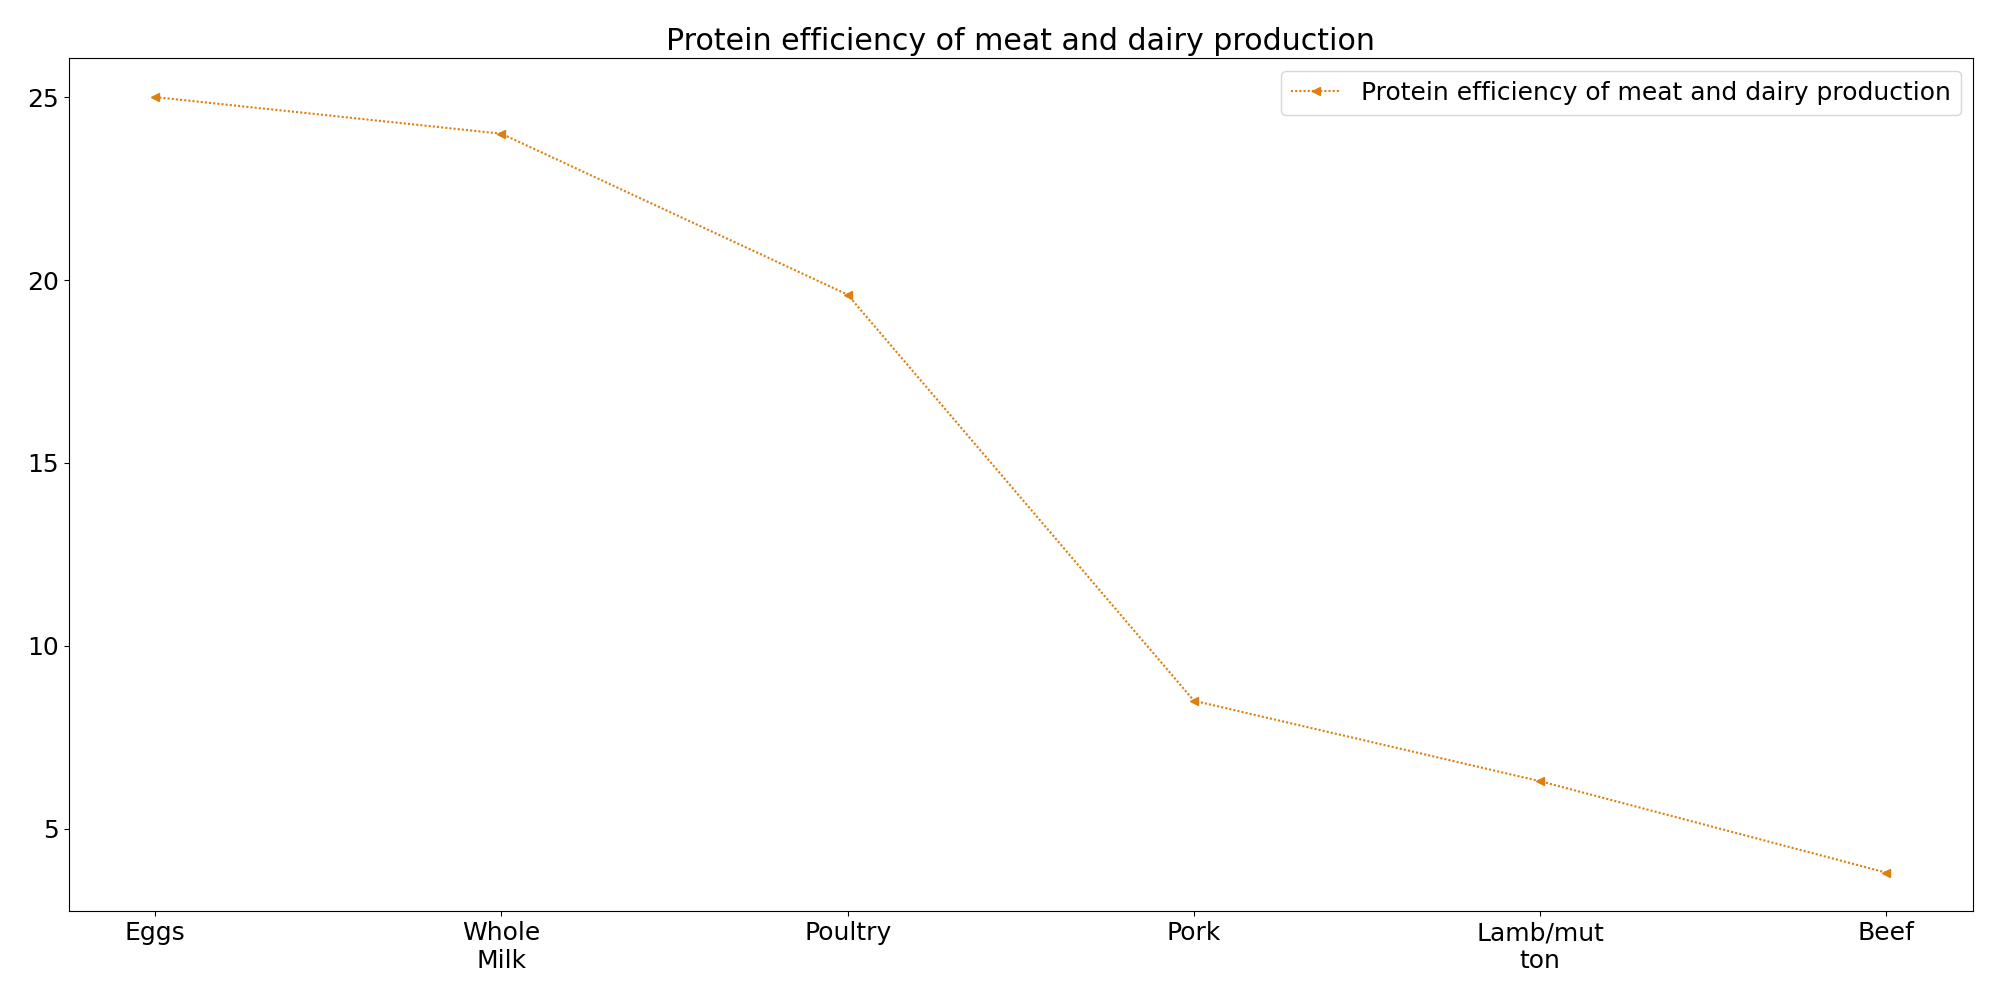 Protein efficiency of meat and dairy production
Protein efficiency of meat and dairy production
25
20
15
10
5
Eggs
Whole
Milk
Poultry
Pork
Lamb/mut
ton
Beef